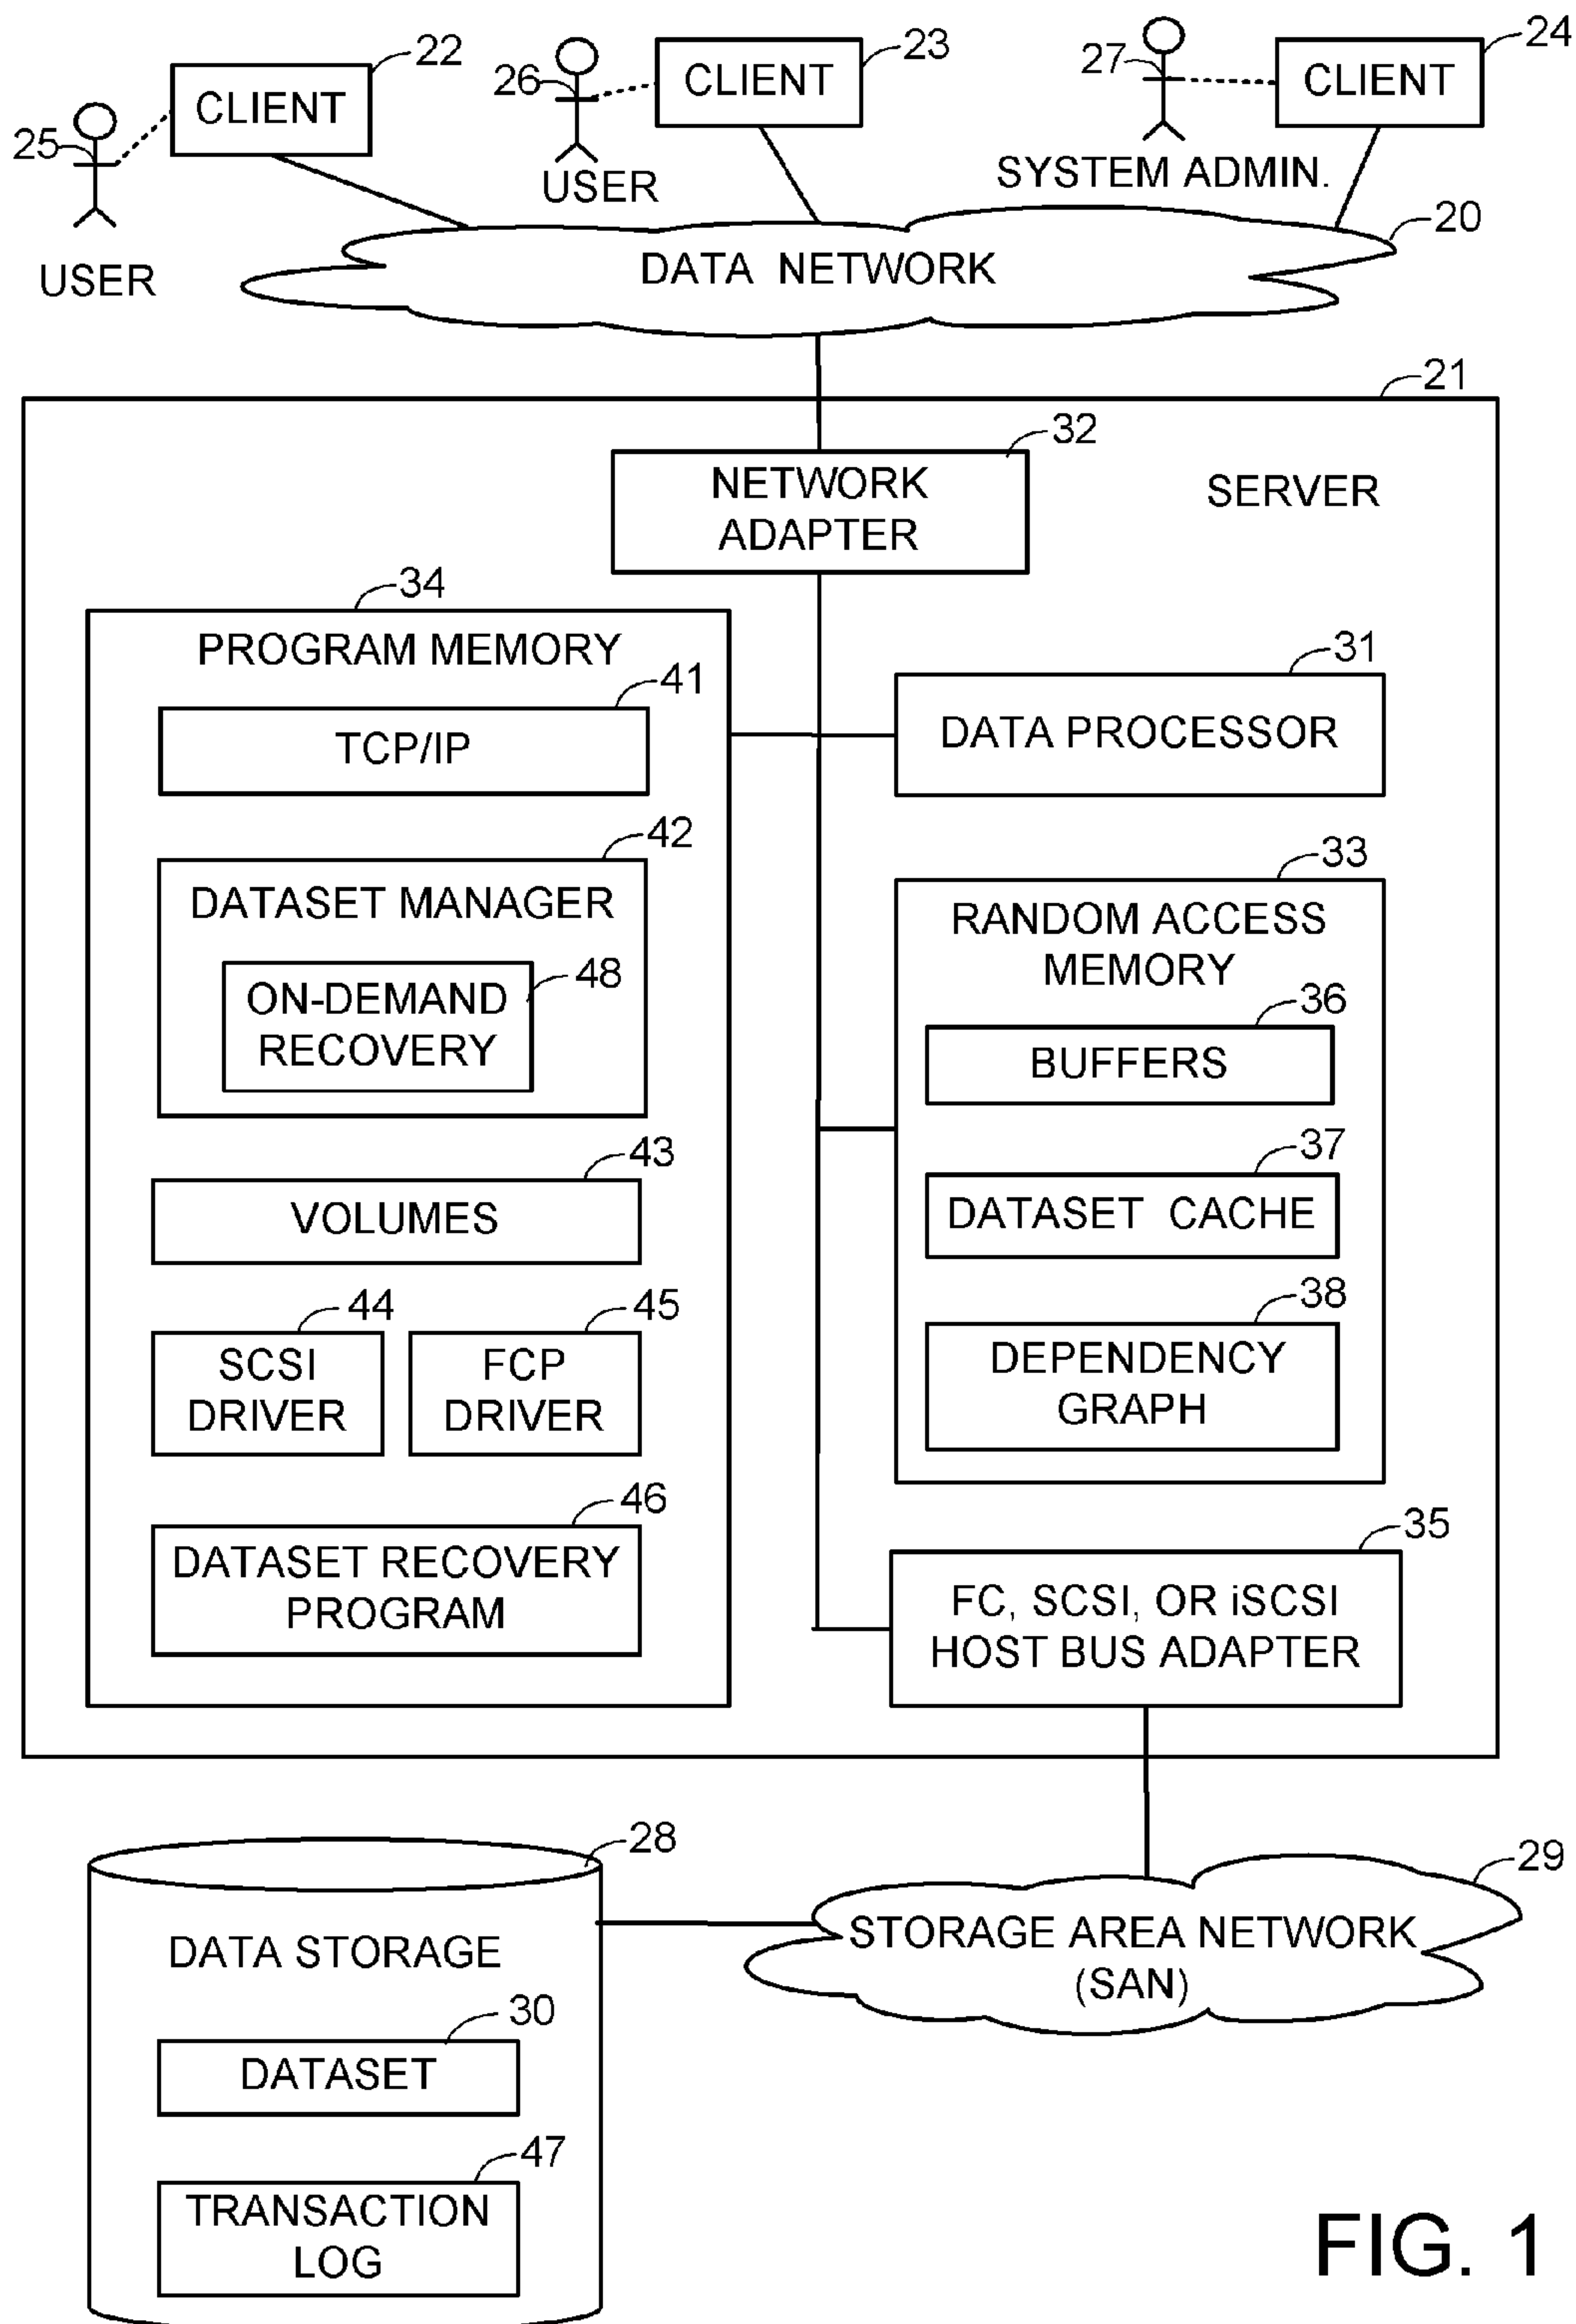 22
CLIENT
23
CLIENT
24
CLIENT
25
26
27
USER
USER
SYSTEM ADMIN.
20
DATA NETWORK
21
SERVER
32
NETWORK
ADAPTER
34
PROGRAM MEMORY
41
TCP/IP
42
DATASET MANAGER
48
ON-DEMAND
RECOVERY
43
VOLUMES
44
SCSI
DRIVER
45
FCP
DRIVER
46
DATASET RECOVERY
PROGRAM
31
DATA PROCESSOR
33
RANDOM ACCESS
MEMORY
36
BUFFERS
37
DATASET CACHE
38
DEPENDENCY
GRAPH
35
FC, SCSI, OR iSCSI
HOST BUS ADAPTER
28
DATA STORAGE
30
DATASET
47
TRANSACTION
LOG
29
STORAGE AREA NETWORK
(SAN)
FIG. 1